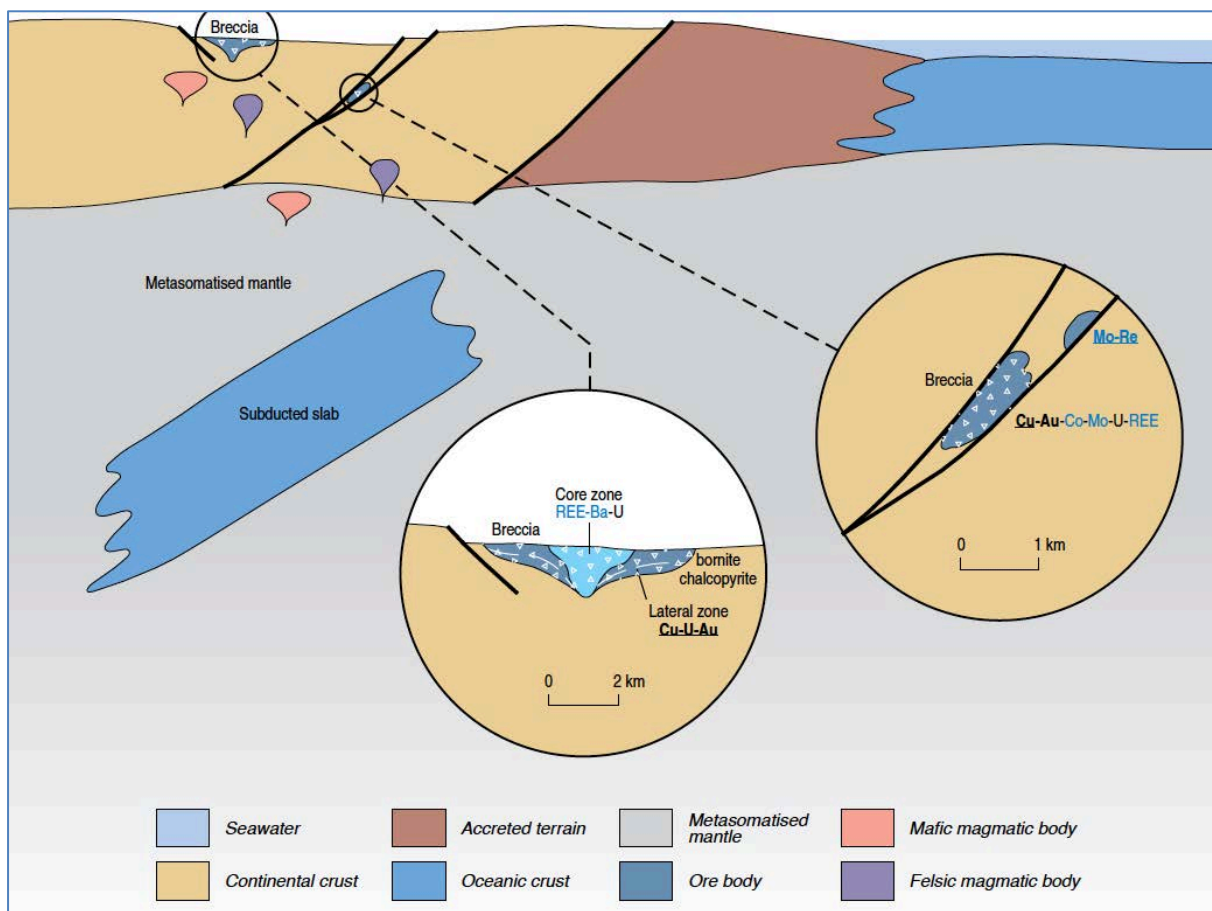 Breccia
Metasomatised mantle
Subducted slab
Mo-Re
Breccia
Cu-Au-Co-Mo-U-REE
0 1 km
Core zone
REE-Ba-U
Breccia
bornite
chalcopyrite
Lateral zone
Cu-U-Au
0 2 km
Seawater
Accreted terrain
Metasomatised
mantle
Mafic magmatic body
Continental crust
Oceanic crust
Ore body
Felsic magmatic body